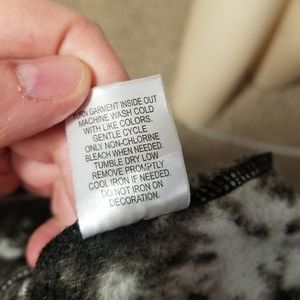 TURN GARMENT INSIDE OUT
MACHINE WASH COLD
WITH LIKE COLORS.
GENTLE CYCLE
ONLY NON-CHLORINE
BLEACH WHEN NEEDED.
TUMBLE DRY LOW
REMOVE PROMPTLY
COOL IRON IF NEEDED.
DO NOT IRON ON
DECORATION.